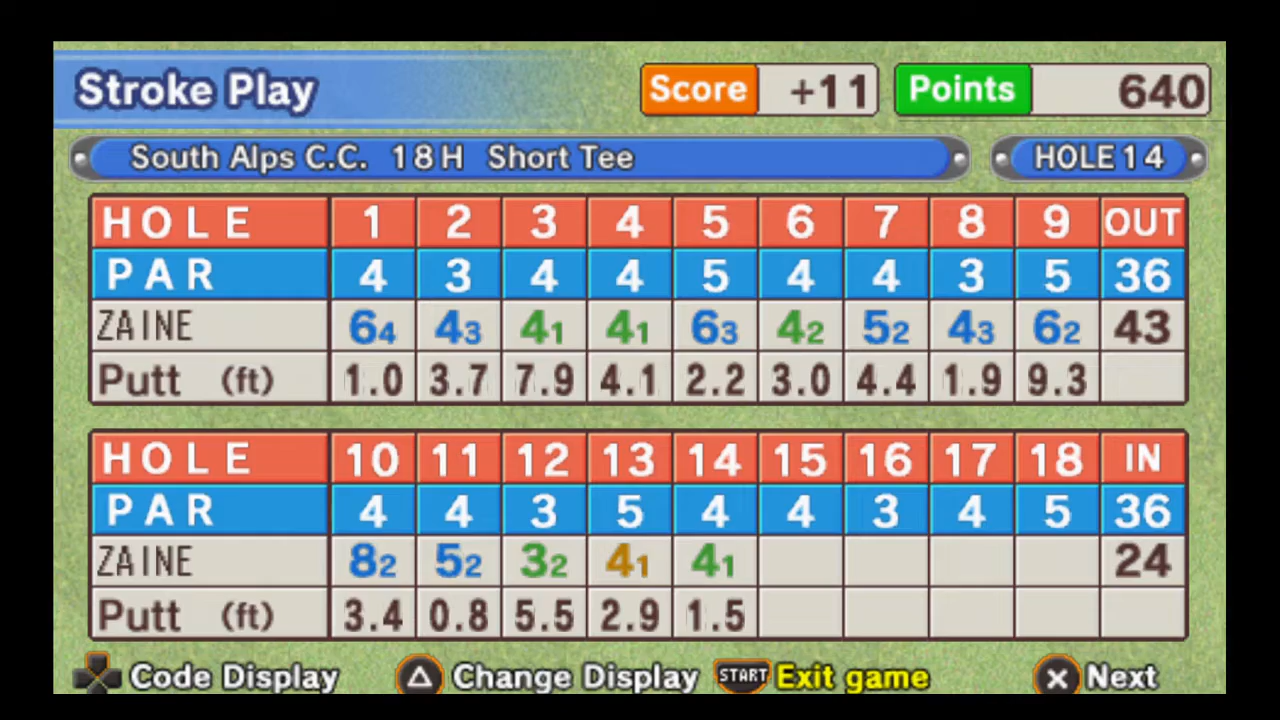 Stroke Play Score +11 Points 640
South Alps C.C. 18H Short Tee HOLE 14
HOLE 1 2 3 4 5 6 7 8 9 OUT
PAR 4 3 4 4 5 4 4 3 5 36
ZAINE 64 43 41 41 63 42 52 43 62 43
Putt (ft) 1.0 3.7 7.9 4.1 2.2 3.0 4.4 1.9 9.3
HOLE 10 11 12 13 14 15 16 17 18 IN
PAR 4 4 3 5 4 4 3 4 5 36
ZAINE 82 52 32 41 41 24
Putt (ft) 3.4 0.8 5.5 2.9 1.5
Code Display Change Display START Exit game Next